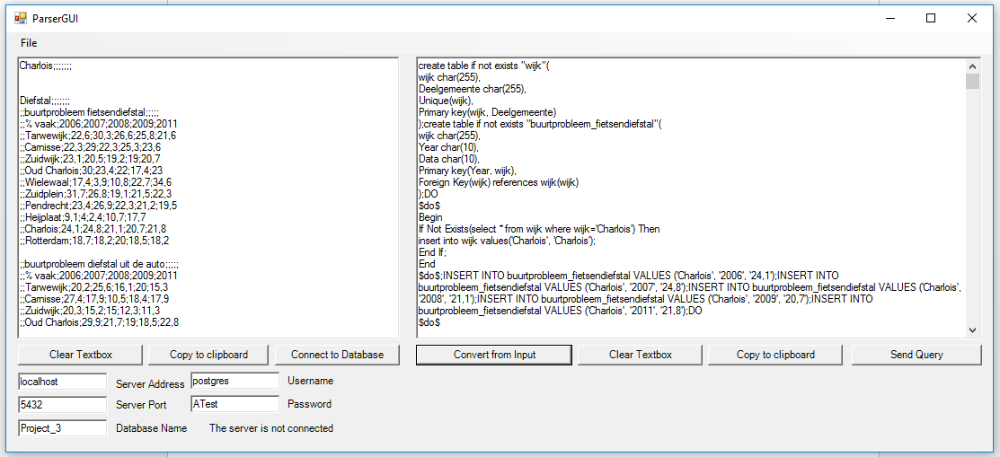 ParserGUI
File
Charlois;;;;;;;
Diefstal;;;;;;;
;;buurtprobleem fietsendiefstal;;;;;
;;% vaak;2006;2007;2008;2009;2011
;;Tarwewijk;22,6;30,3;26,6;25,8;21,6
;;Carnisse;22,3;29;22,3;25,3;23,6
;;Zuidwijk;23,1;20,5;19,2;19;20,7
;;Oud Charlois;30;23,4;22;17,4;23
;;Wielewaal;17,4;3,9;10,8;22,7;34,6
;;Zuidplein;31,7;26,8;19,1;21,5;22,3
;;Pendrecht;23,4;26,9;22,3;21,2;19,5
;;Heijplaat;9,1;4;2,4;10,7;17,7
;;Charlois;24,1;24,8;21,1;20,7;21,8
;;Rotterdam;18,7;18,2;20;18,5;18,2
;;buurtprobleem diefstal uit de auto;;;;;
;;% vaak;2006;2007;2008;2009;2011
;;Tarwewijk;20,2;25,6;16,1;20;15,3
;;Carnisse;27,4;17,9;10,5;18,4;17,9
;;Zuidwijk;20,3;15,2;15;12,3;11,3
;;Oud Charlois;29,9;21,7;19;18,5;22,8
create table if not exists "wijk"(
wijk char(255),
Deelgemeente char(255),
Unique(wijk),
Primary key(wijk, Deelgemeente)
);create table if not exists "buurtprobleem_fietsendiefstal"(
wijk char(255),
Year char(10),
Data char(10),
Primary key(Year, wijk),
Foreign Key(wijk) references wijk(wijk)
);DO
$do$
Begin
If Not Exists(select * from wijk where wijk='Charlois') Then
insert into wijk values('Charlois', 'Charlois');
End If;
End
$do$;INSERT INTO buurtprobleem_fietsendiefstal VALUES ('Charlois', '2006', '24,1');INSERT INTO
buurtprobleem_fietsendiefstal VALUES ('Charlois', '2007', '24,8');INSERT INTO buurtprobleem_fietsendiefstal VALUES ('Charlois',
'2008', '21,1');INSERT INTO buurtprobleem_fietsendiefstal VALUES ('Charlois', '2009', '20,7');INSERT INTO
buurtprobleem_fietsendiefstal VALUES ('Charlois', '2011', '21,8');DO
$do$
Clear Textbox
Copy to clipboard
Connect to Database
Convert from Input
Clear Textbox
Copy to clipboard
Send Query
localhost
Server Address
postgres
Username
5432
Server Port
ATest
Password
Project_3
Database Name
The server is not connected